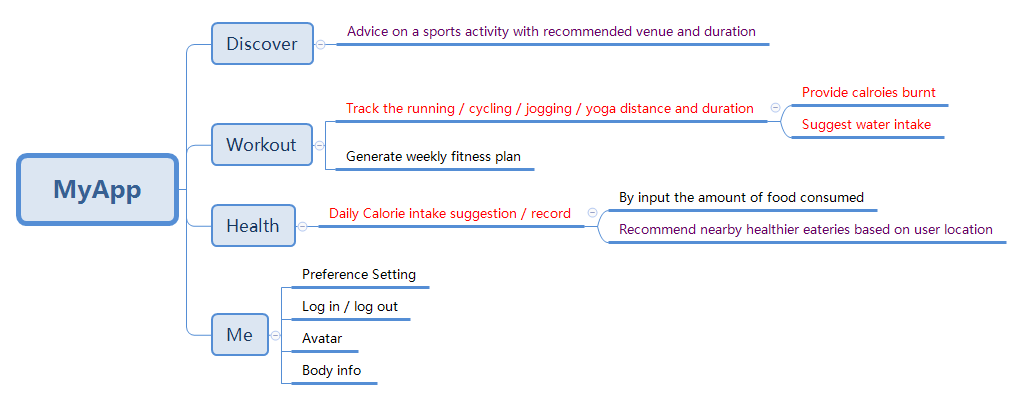 MyApp
Discover
Advice on a sports activity with recommended venue and duration
Workout
Track the running / cycling / jogging / yoga distance and duration
Provide calroies burnt
Suggest water intake
Generate weekly fitness plan
Health
Daily Calorie intake suggestion / record
By input the amount of food consumed
Recommend nearby healthier eateries based on user location
Me
Preference Setting
Log in / log out
Avatar
Body info